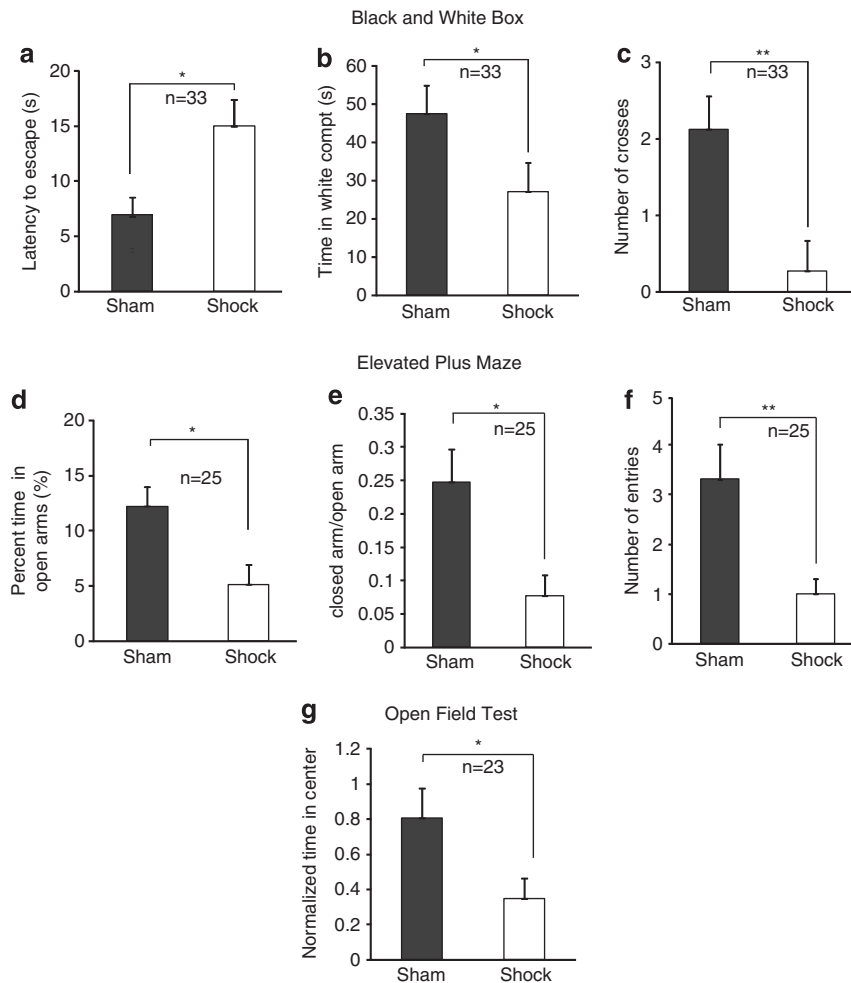 Black and White Box
a
Latency to escape (s)
20
15
10
5
0
*
n=33
Sham
Shock
b
Time in white compt (s)
60
50
40
30
20
10
0
*
n=33
Sham
Shock
c
Number of crosses
3
2
1
0
**
n=33
Sham
Shock
Elevated Plus Maze
d
Percent time in
open arms (%)
20
15
10
5
0
*
n=25
Sham
Shock
e
closed arm/open arm
0.35
0.3
0.25
0.2
0.15
0.1
0.05
0
*
n=25
Sham
Shock
f
Number of entries
5
4
3
2
1
0
**
n=25
Sham
Shock
g
Open Field Test
Normalized time in center
1.2
1
0.8
0.6
0.4
0.2
0
*
n=23
Sham
Shock